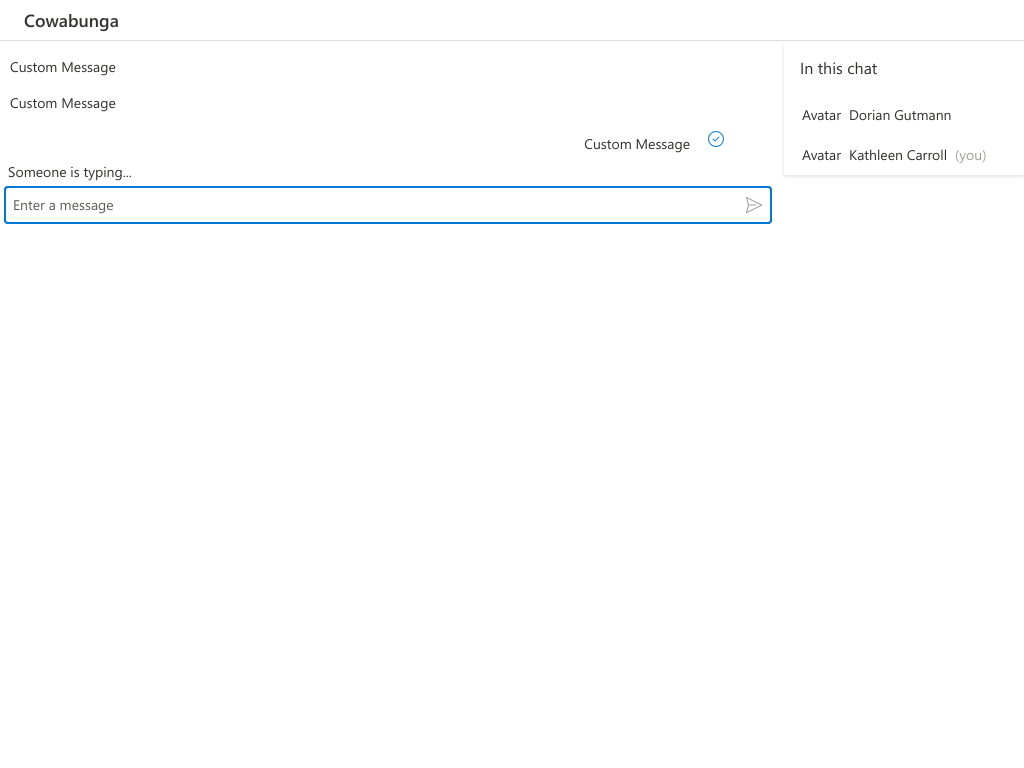 Cowabunga
Custom Message
Custom Message
Custom Message
Someone is typing...
Enter a message
In this chat
Avatar Dorian Gutmann
Avatar Kathleen Carroll (you)